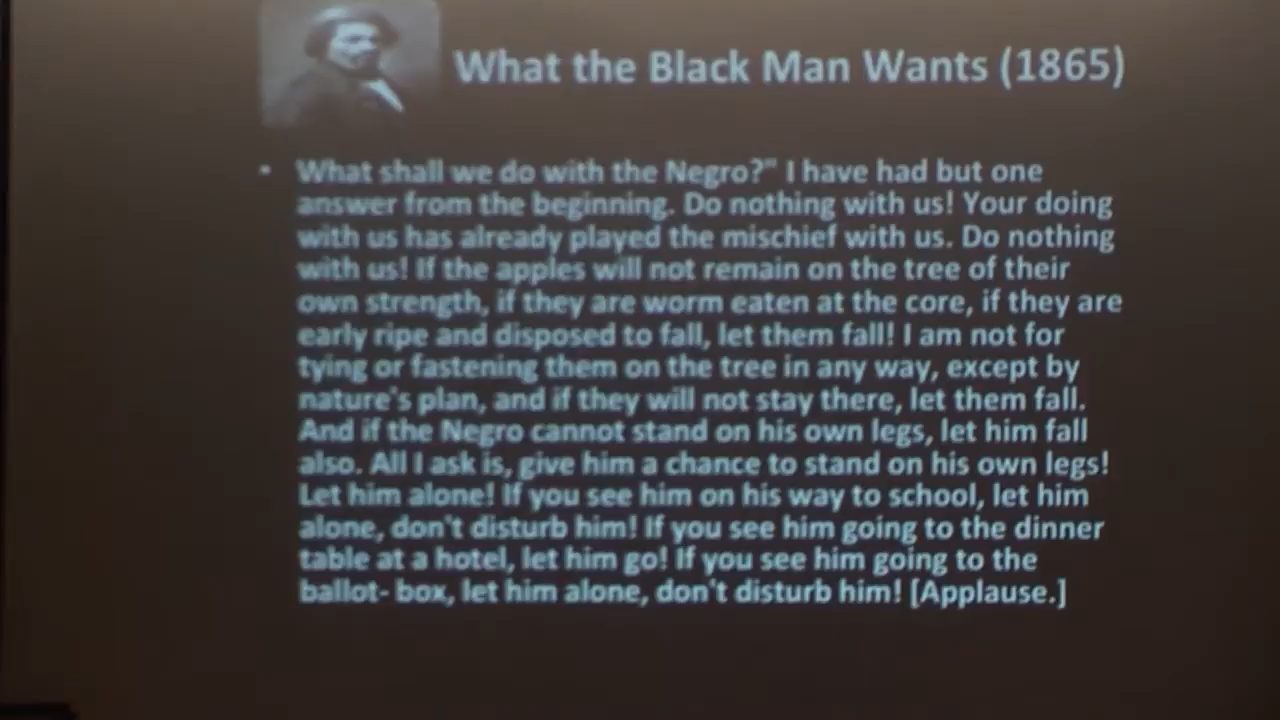 What the Black Man Wants (1865)
• What shall we do with the Negro?" I have had but one
answer from the beginning. Do nothing with us! Your doing
with us has already played the mischief with us. Do nothing
with us! If the apples will not remain on the tree of their
own strength, if they are worm eaten at the core, if they are
early ripe and disposed to fall, let them fall! I am not for
tying or fastening them on the tree in any way, except by
nature's plan, and if they will not stay there, let them fall.
And if the Negro cannot stand on his own legs, let him fall
also. All I ask is, give him a chance to stand on his own legs!
Let him alone! If you see him on his way to school, let him
alone, don't disturb him! If you see him going to the dinner
table at a hotel, let him go! If you see him going to the
ballot- box, let him alone, don't disturb him! [Applause.]